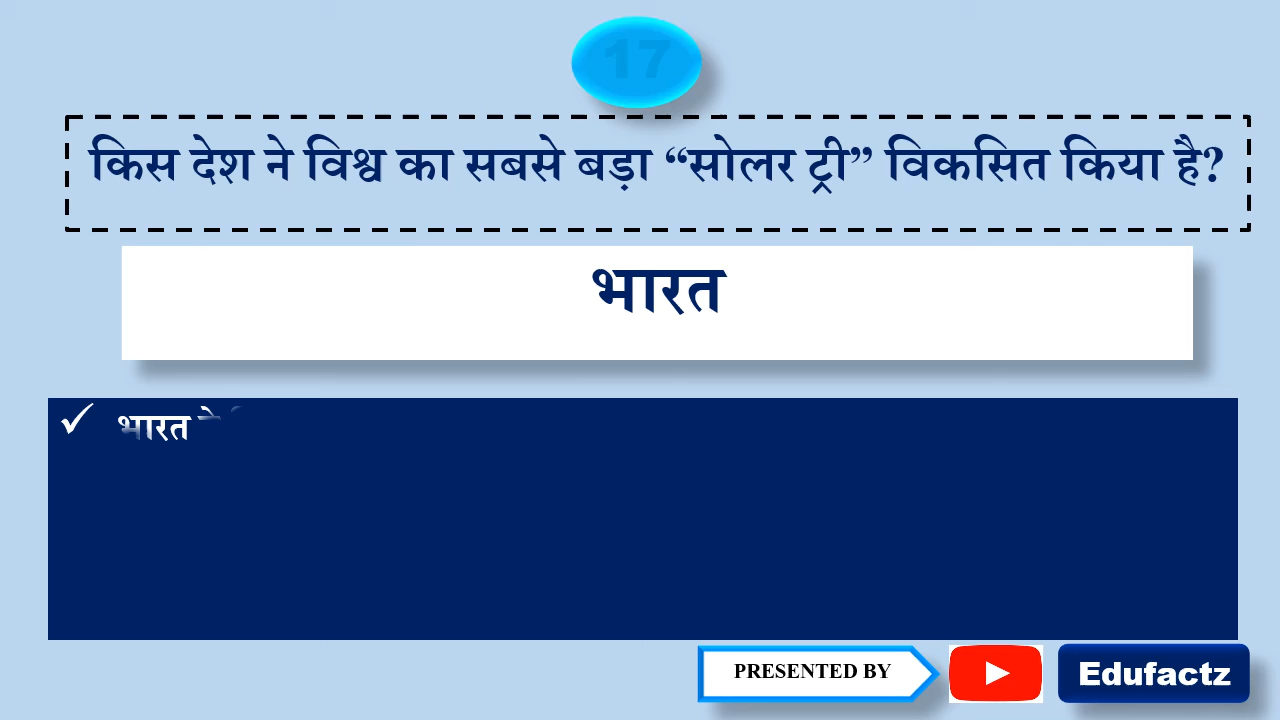 17
किस देश ने विश्व का सबसे बड़ा “सोलर ट्री” विकसित किया है?
भारत
✓ भारत
PRESENTED BY
Edufactz